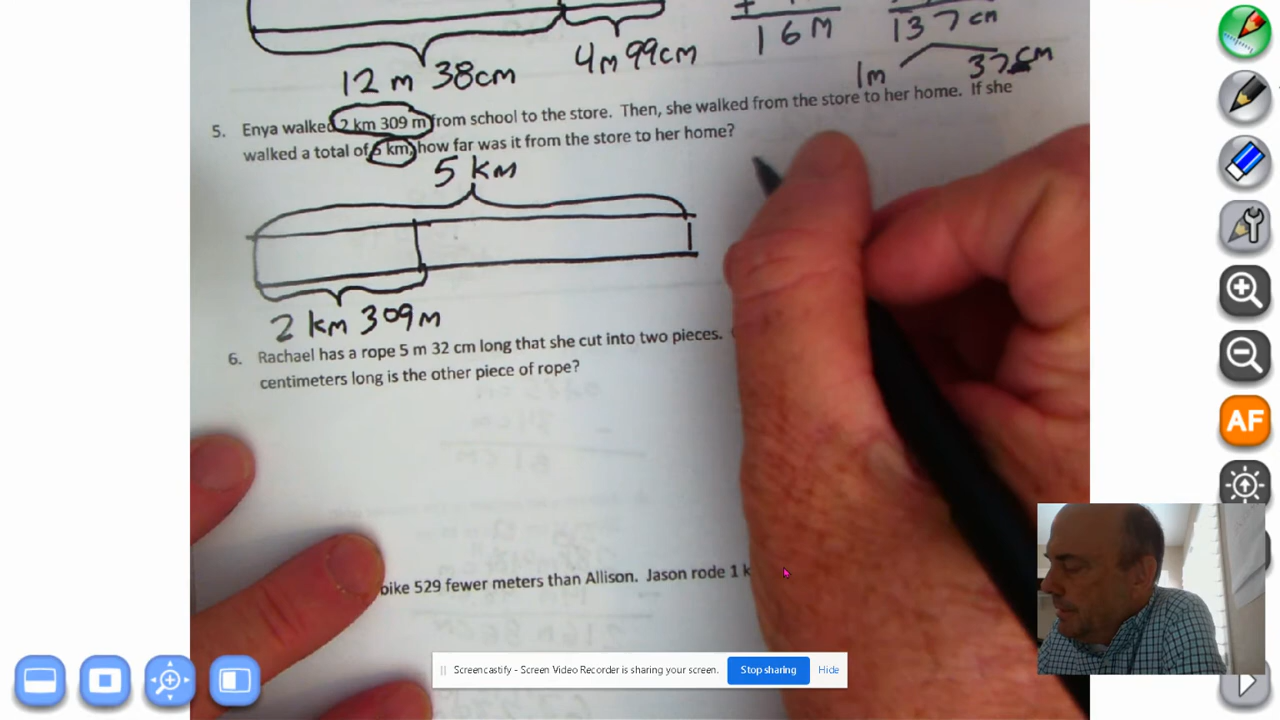 16 m
137 cm
12 m 38cm
4m 99cm
1m
37 cm
5. Enya walked 2 km 309 m from school to the store. Then, she walked from the store to her home. If she
walked a total of 5 km, how far was it from the store to her home?
5 km
2 km 309m
6. Rachael has a rope 5 m 32 cm long that she cut into two pieces.
centimeters long is the other piece of rope?
bike 529 fewer meters than Allison. Jason rode 1 k
AF
Screencastify - Screen Video Recorder is sharing your screen.
Stop sharing
Hide